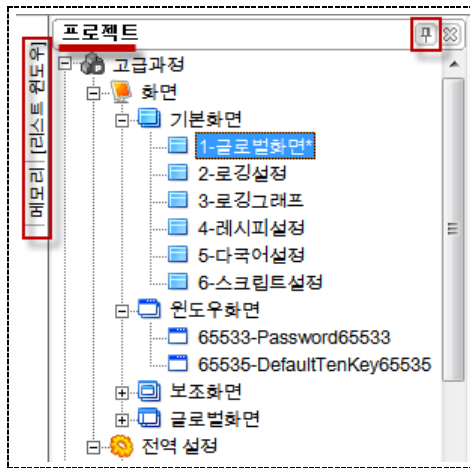 프로젝트
메모리 [리스트 윈도우]
고급과정
화면
기본화면
1-글로벌화면*
2-로깅설정
3-로깅그래프
4-레시피설정
5-다국어설정
6-스크립트설정
윈도우화면
65533-Password65533
65535-DefaultTenKey65535
보조화면
글로벌화면
전역 설정